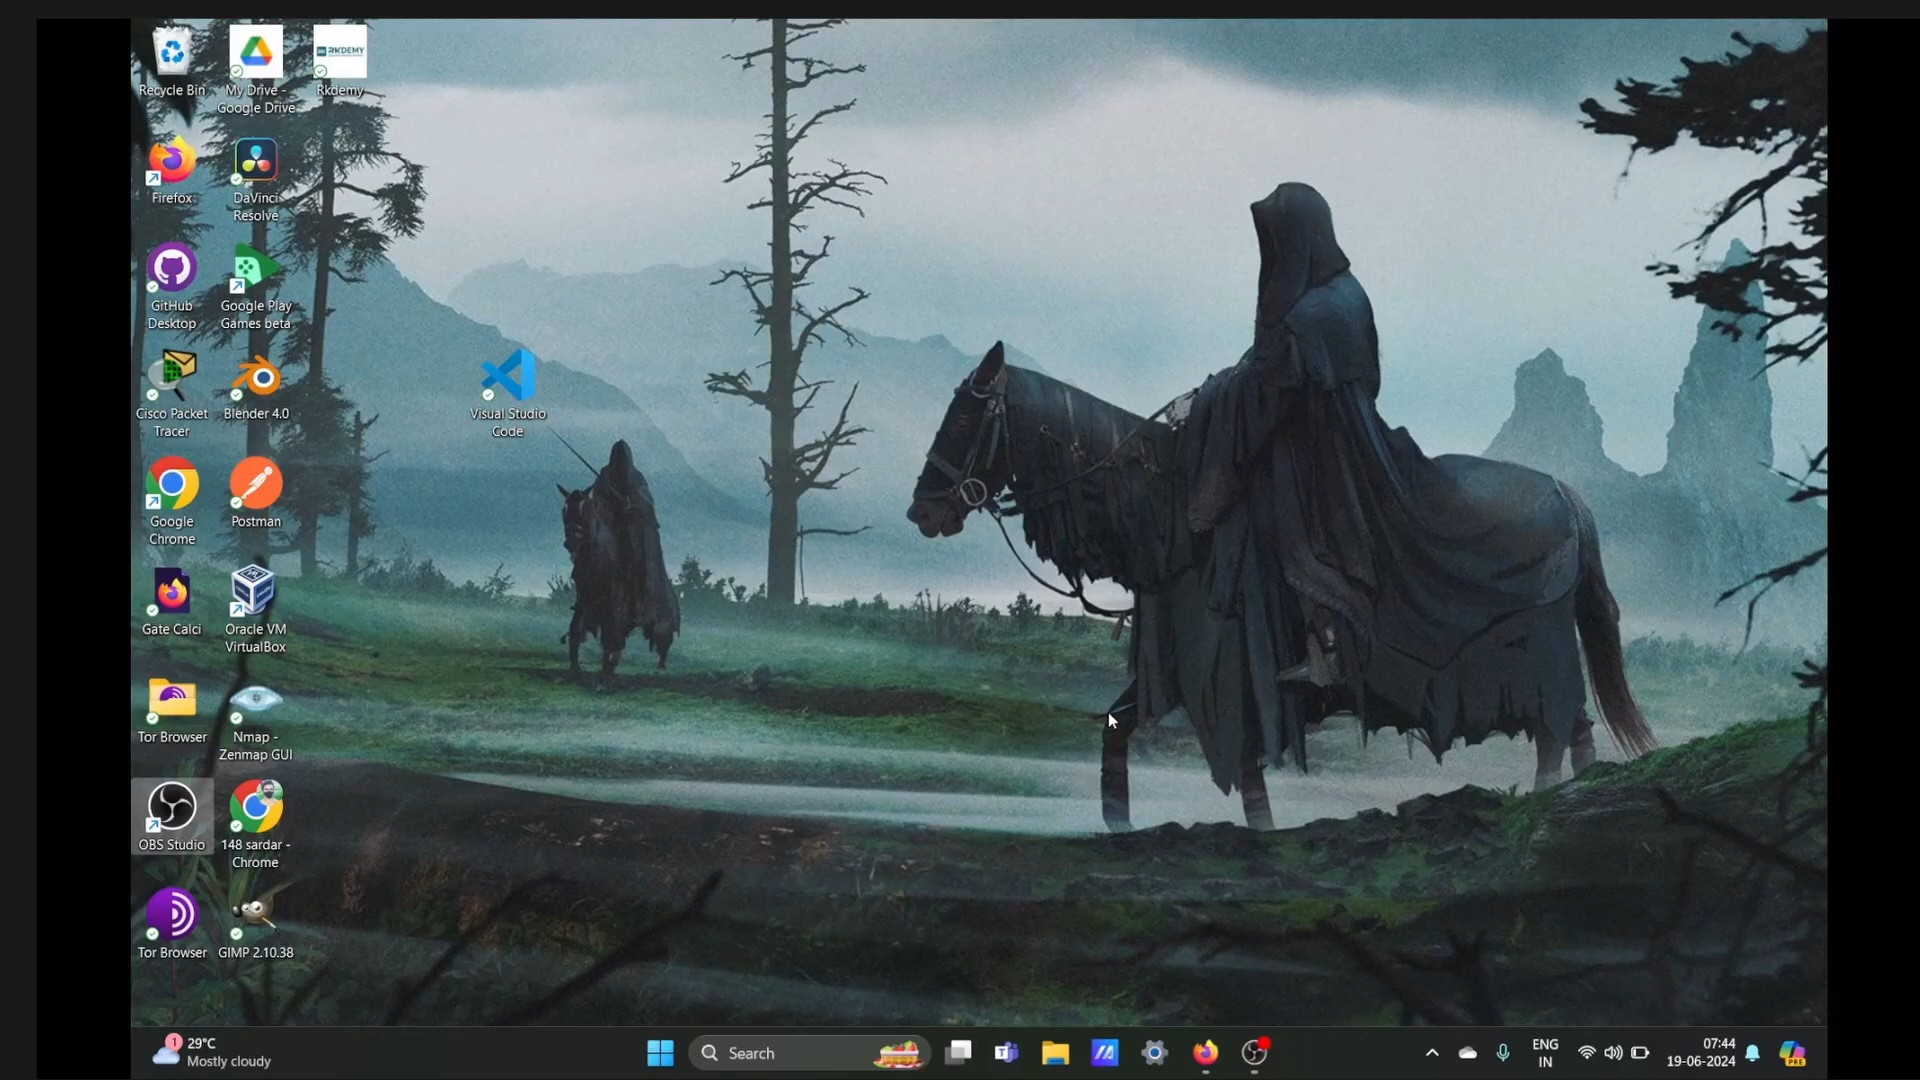 Recycle Bin
My Drive -
Google Drive
RKDEMY
Rkdemy
Firefox
DaVinci
Resolve
GitHub
Desktop
Google Play
Games beta
Cisco Packet
Tracer
Blender 4.0
Visual Studio
Code
Google
Chrome
Postman
Gate Calci
Oracle VM
VirtualBox
Tor Browser
Nmap -
Zenmap GUI
OBS Studio
148 sardar -
Chrome
Tor Browser
GIMP 2.10.38
1
29°C
Mostly cloudy
Search
ENG
IN
07:44
19-06-2024
PRE